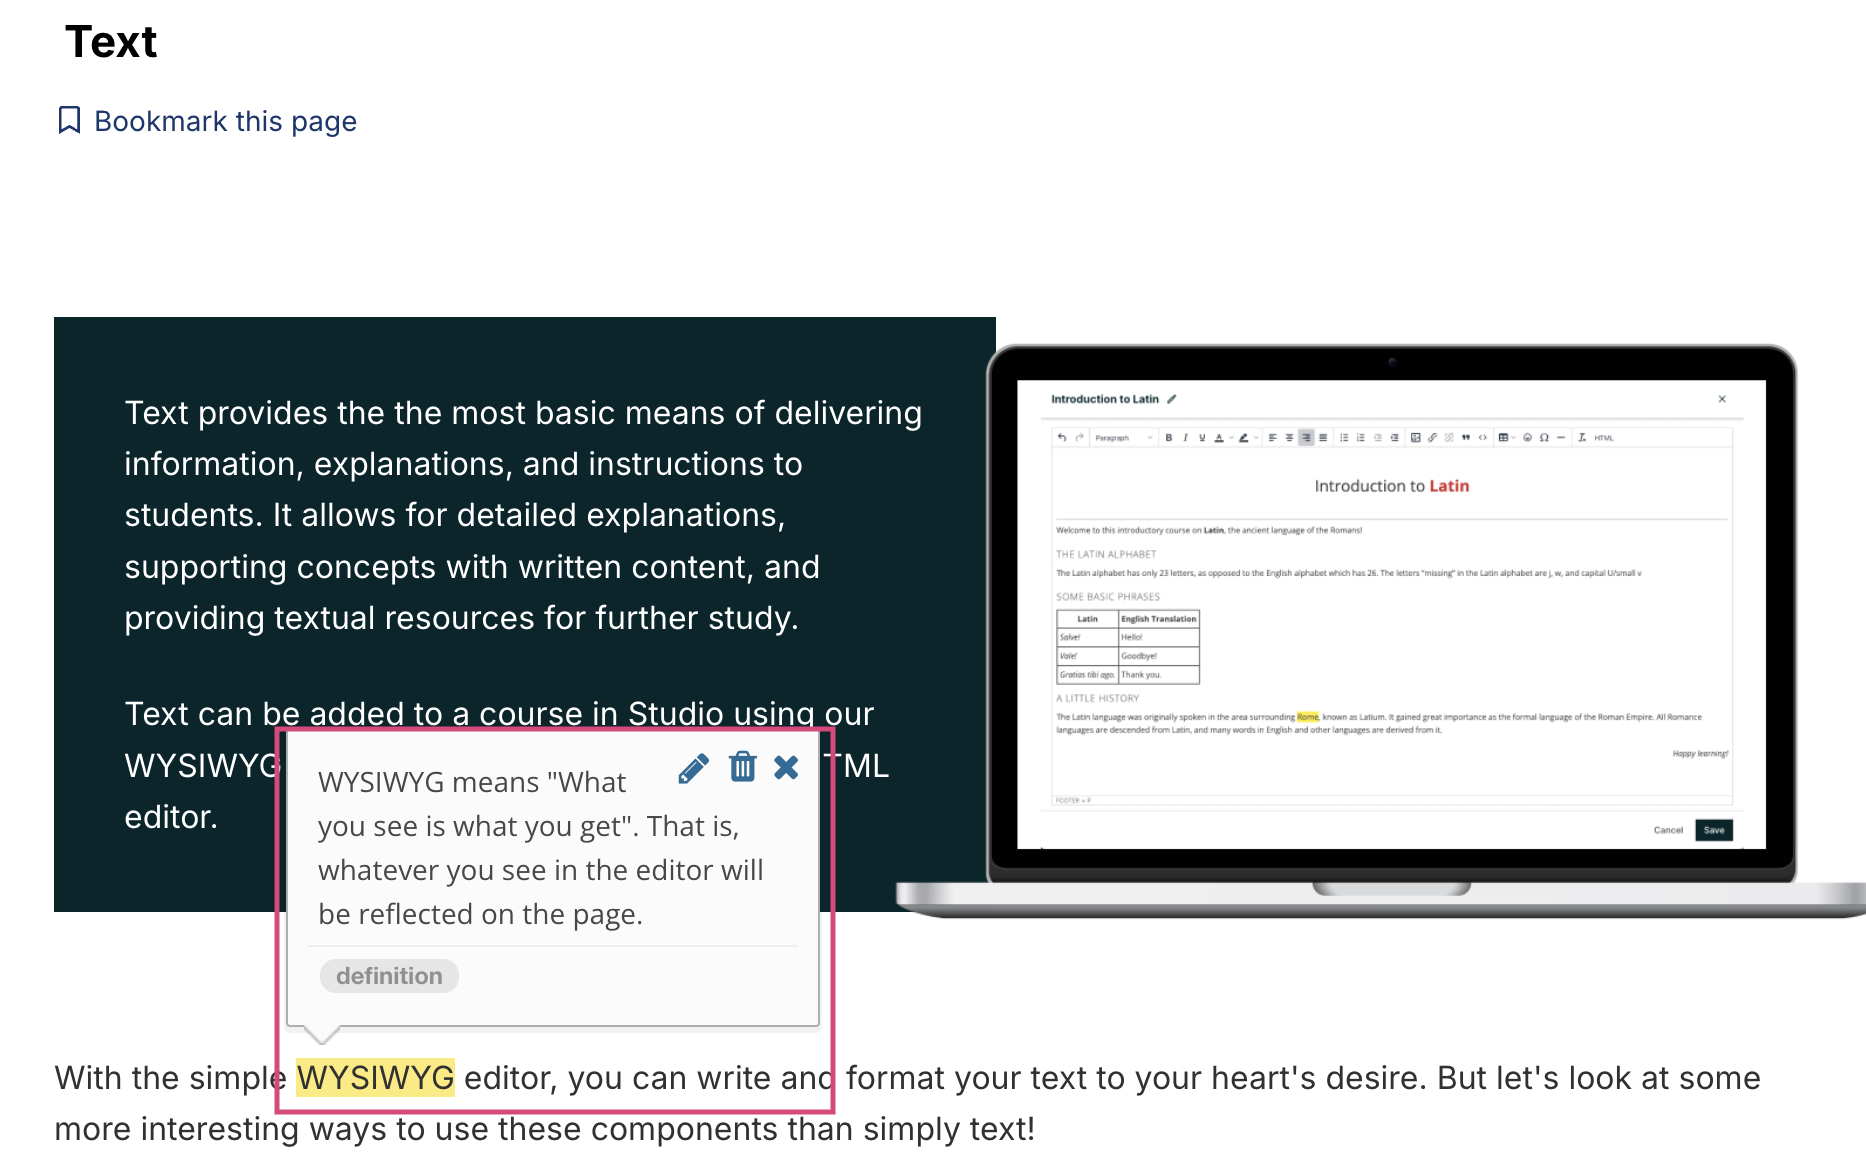 Text
Bookmark this page
Text provides the the most basic means of delivering
information, explanations, and instructions to
students. It allows for detailed explanations,
supporting concepts with written content, and
providing textual resources for further study.
Text can be added to a course in Studio using our
WYSIWYG TML
editor.
WYSIWYG means "What
you see is what you get". That is,
whatever you see in the editor will
be reflected on the page.
definition
Introduction to Latin
Paragraph B I U A HTML
Introduction to Latin
Welcome to this introductory course on Latin, the ancient language of the Romans!
THE LATIN ALPHABET
The Latin alphabet has only 23 letters, as opposed to the English alphabet which has 26. The letters "missing" in the Latin alphabet are j, w, and capital U/small v
SOME BASIC PHRASES
Latin English Translation
Salve! Hello!
Vale! Goodbye!
Gratias tibi ago. Thank you.
A LITTLE HISTORY
The Latin language was originally spoken in the area surrounding Rome, known as Latium. It gained great importance as the formal language of the Roman Empire. All Romance
languages are descended from Latin, and many words in English and other languages are derived from it.
Happy learning!
FOOTER » P
Cancel Save
With the simple WYSIWYG editor, you can write and format your text to your heart's desire. But let's look at some
more interesting ways to use these components than simply text!